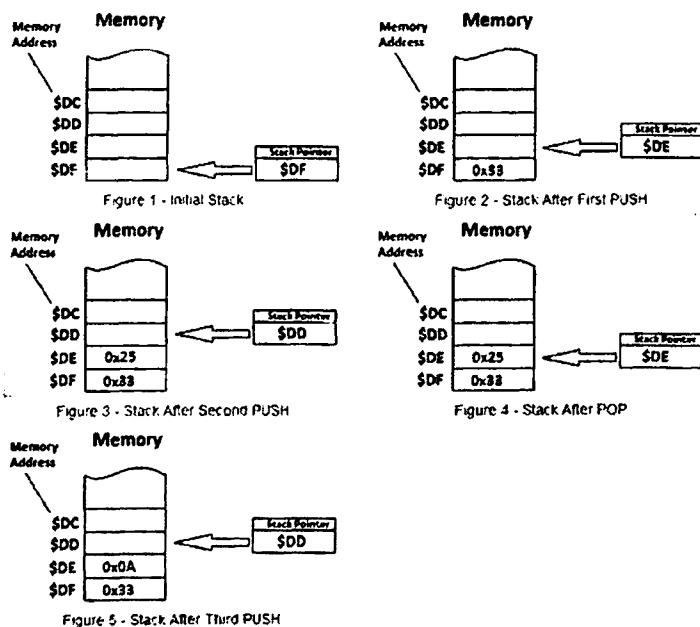 Memory
Memory
Address
$DC
$DD
$DE
$DF
Stack Pointer
$DF
Figure 1 - Initial Stack
Memory
Memory
Address
$DC
$DD
$DE
$DF
0x33
Stack Pointer
$DE
Figure 2 - Stack After First PUSH
Memory
Memory
Address
$DC
$DD
$DE
$DF
0x25
0x33
Stack Pointer
$DD
Figure 3 - Stack After Second PUSH
Memory
Memory
Address
$DC
$DD
$DE
$DF
0x25
0x33
Stack Pointer
$DE
Figure 4 - Stack After POP
Memory
Memory
Address
$DC
$DD
$DE
$DF
0x0A
0x33
Stack Pointer
$DD
Figure 5 - Stack After Third PUSH